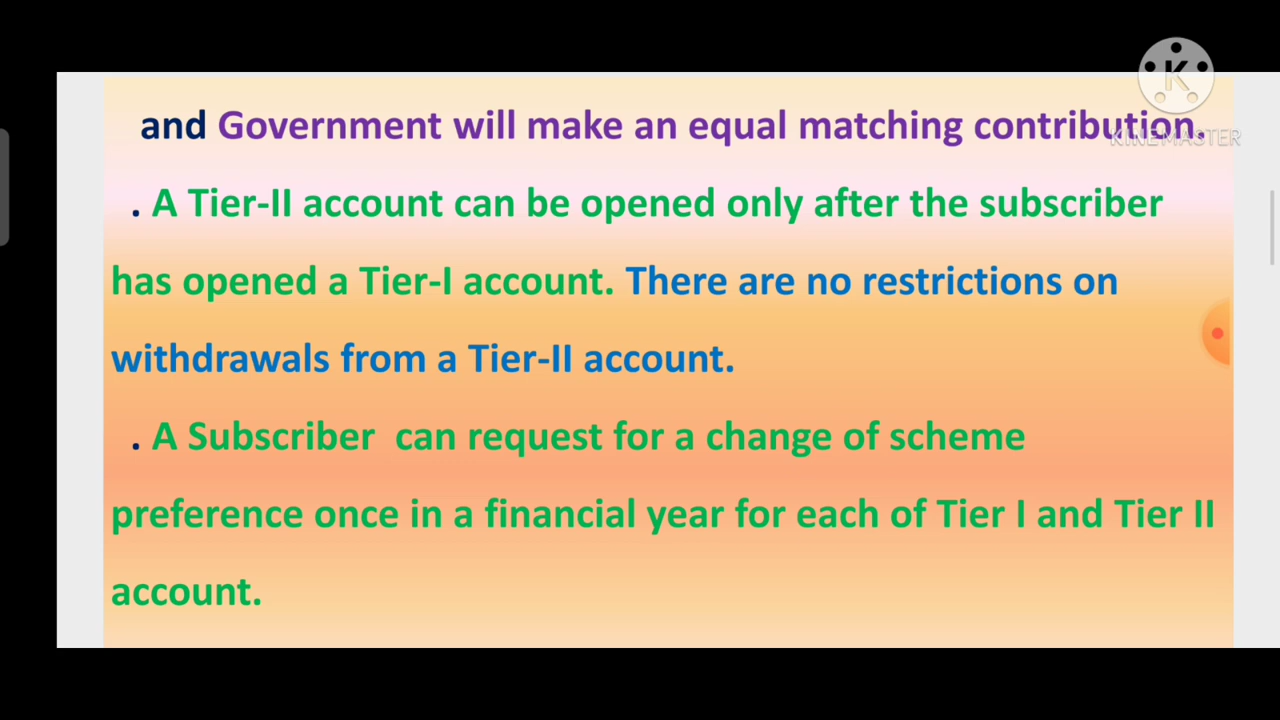 K
KINEMASTER
and Government will make an equal matching contribution.
. A Tier-II account can be opened only after the subscriber
has opened a Tier-I account. There are no restrictions on
withdrawals from a Tier-II account.
. A Subscriber can request for a change of scheme
preference once in a financial year for each of Tier I and Tier II
account.